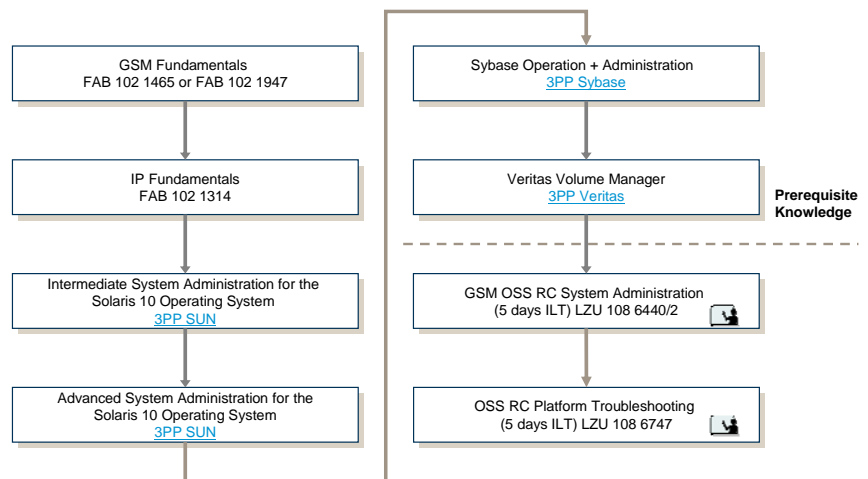 GSM Fundamentals
FAB 102 1465 or FAB 102 1947
IP Fundamentals
FAB 102 1314
Intermediate System Administration for the
Solaris 10 Operating System
3PP SUN
Advanced System Administration for the
Solaris 10 Operating System
3PP SUN
Sybase Operation + Administration
3PP Sybase
Veritas Volume Manager
3PP Veritas
Prerequisite
Knowledge
GSM OSS RC System Administration
(5 days ILT) LZU 108 6440/2
OSS RC Platform Troubleshooting
(5 days ILT) LZU 108 6747